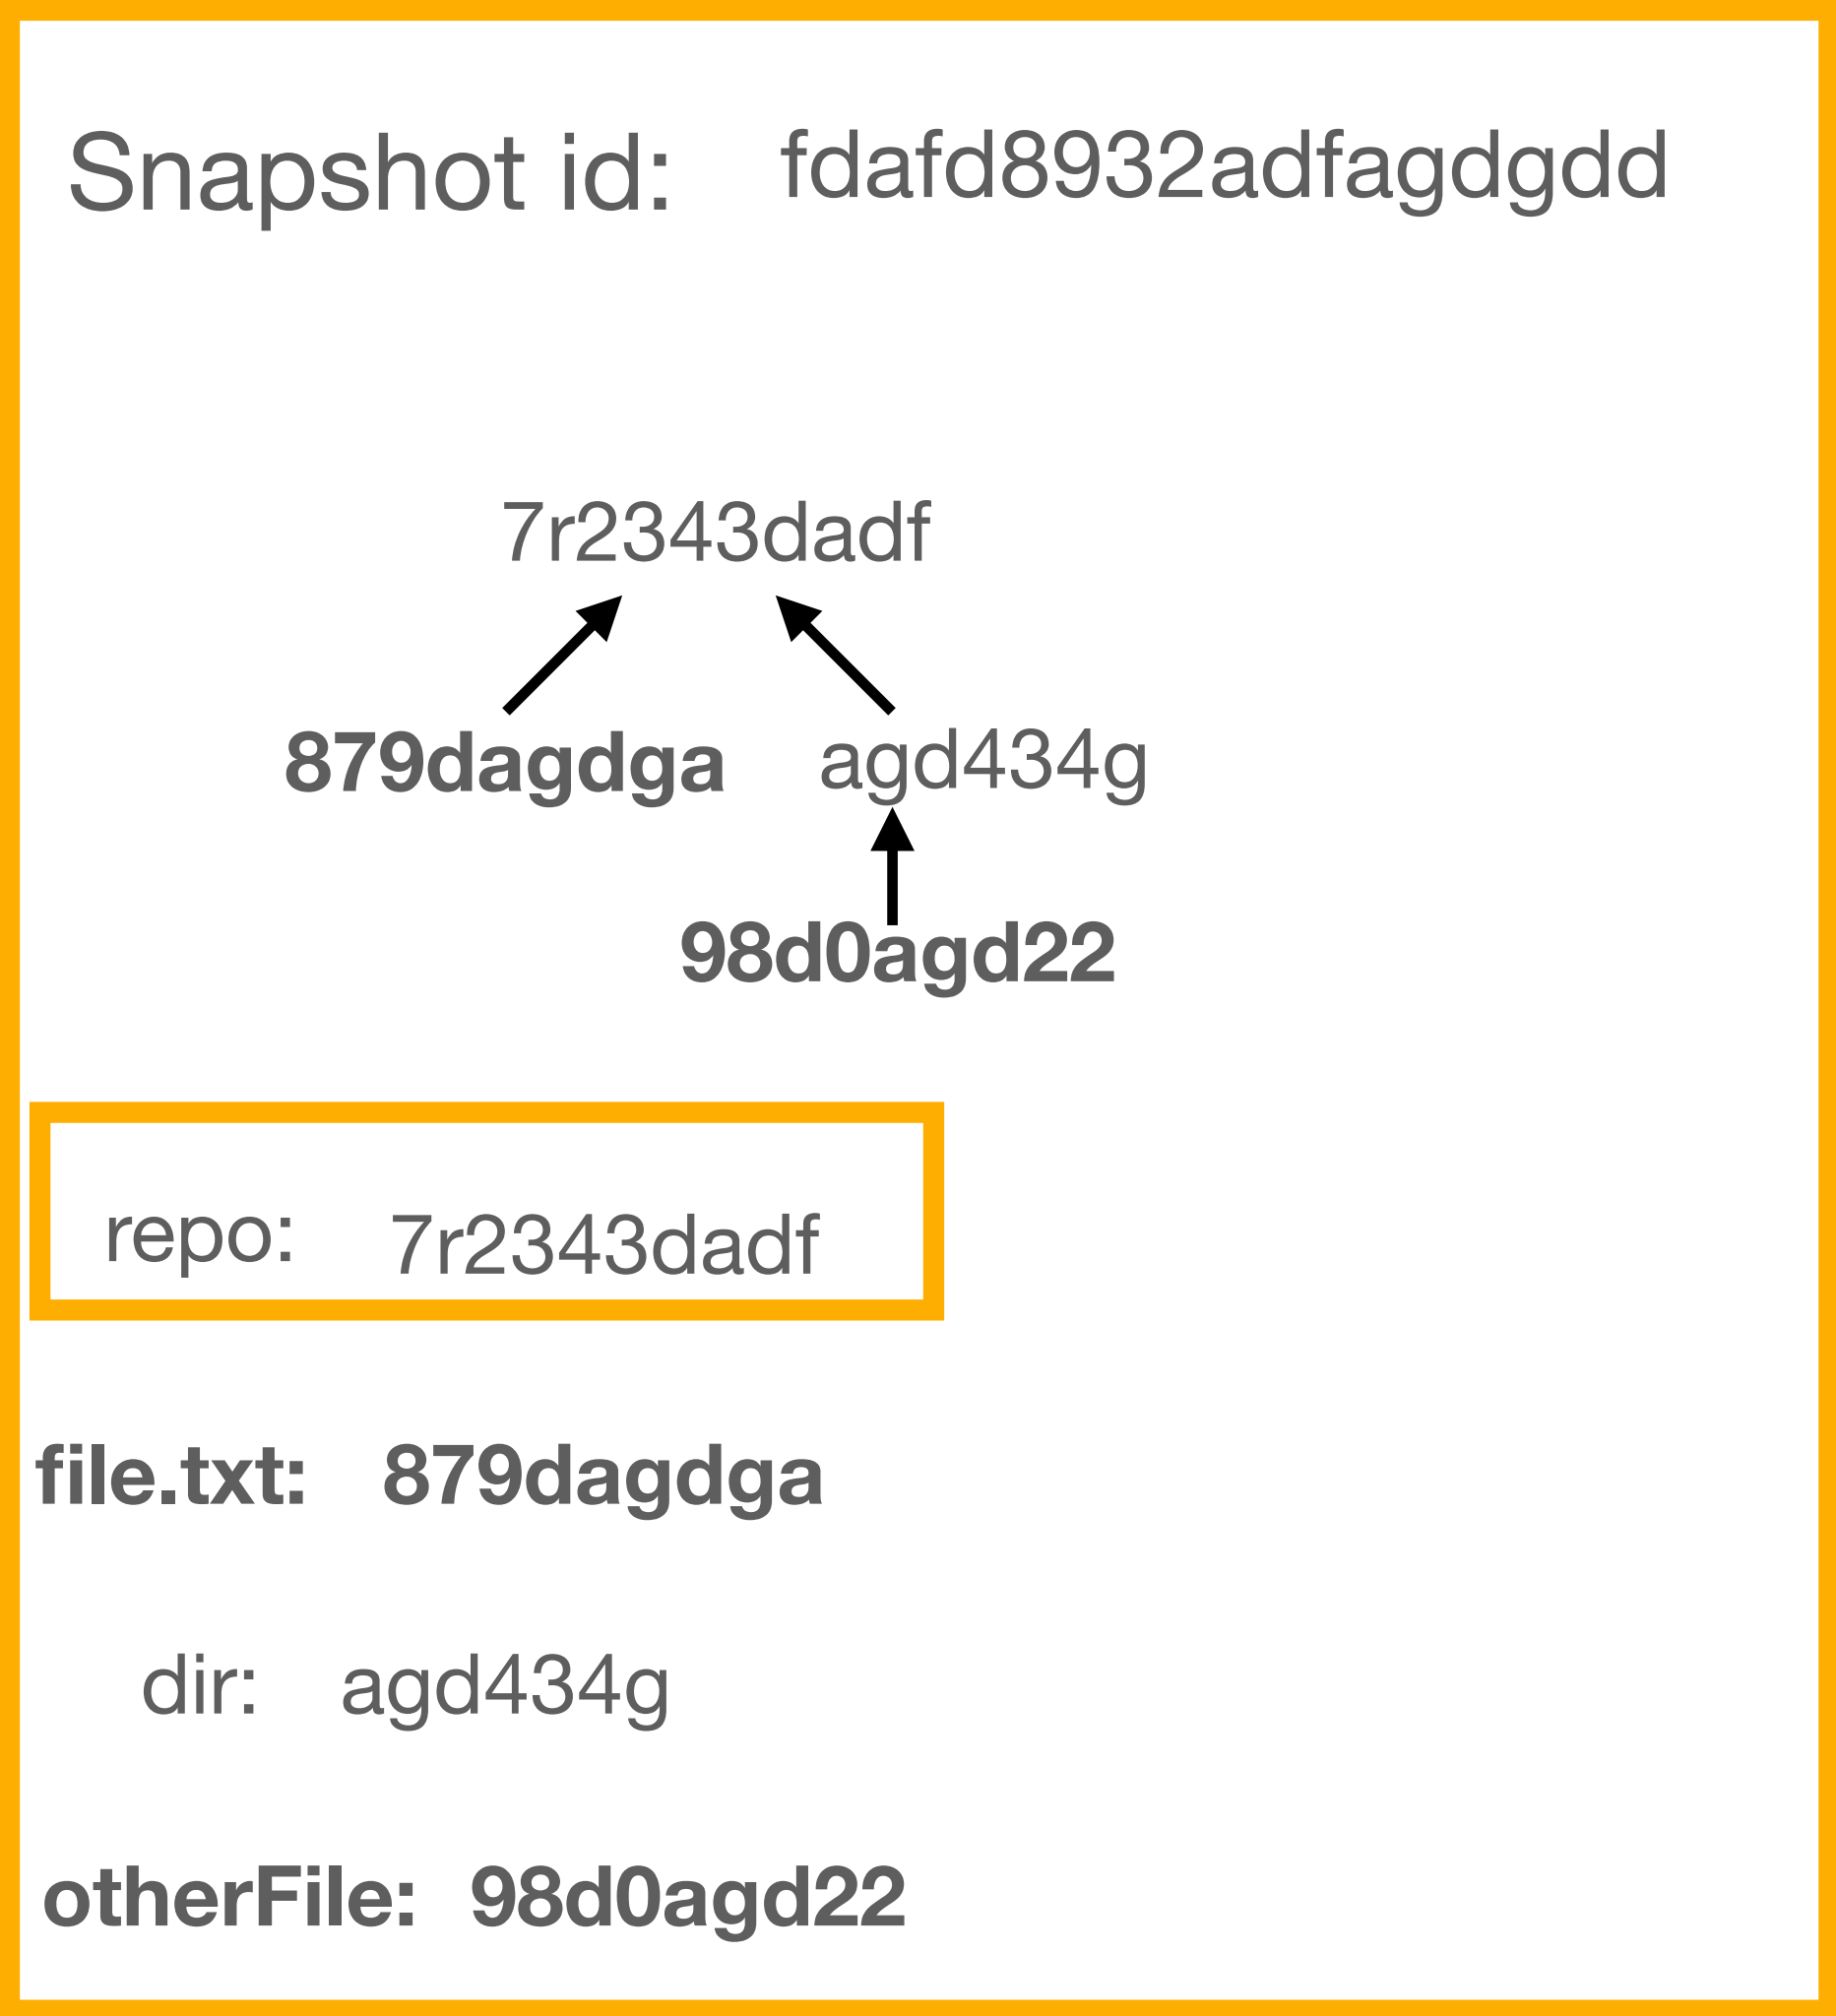 Snapshot id: fdafd8932adfagdgdd
7r2343dadf
879dagdga agd434g
98d0agd22
repo: 7r2343dadf
file.txt: 879dagdga
dir: agd434g
otherFile: 98d0agd22